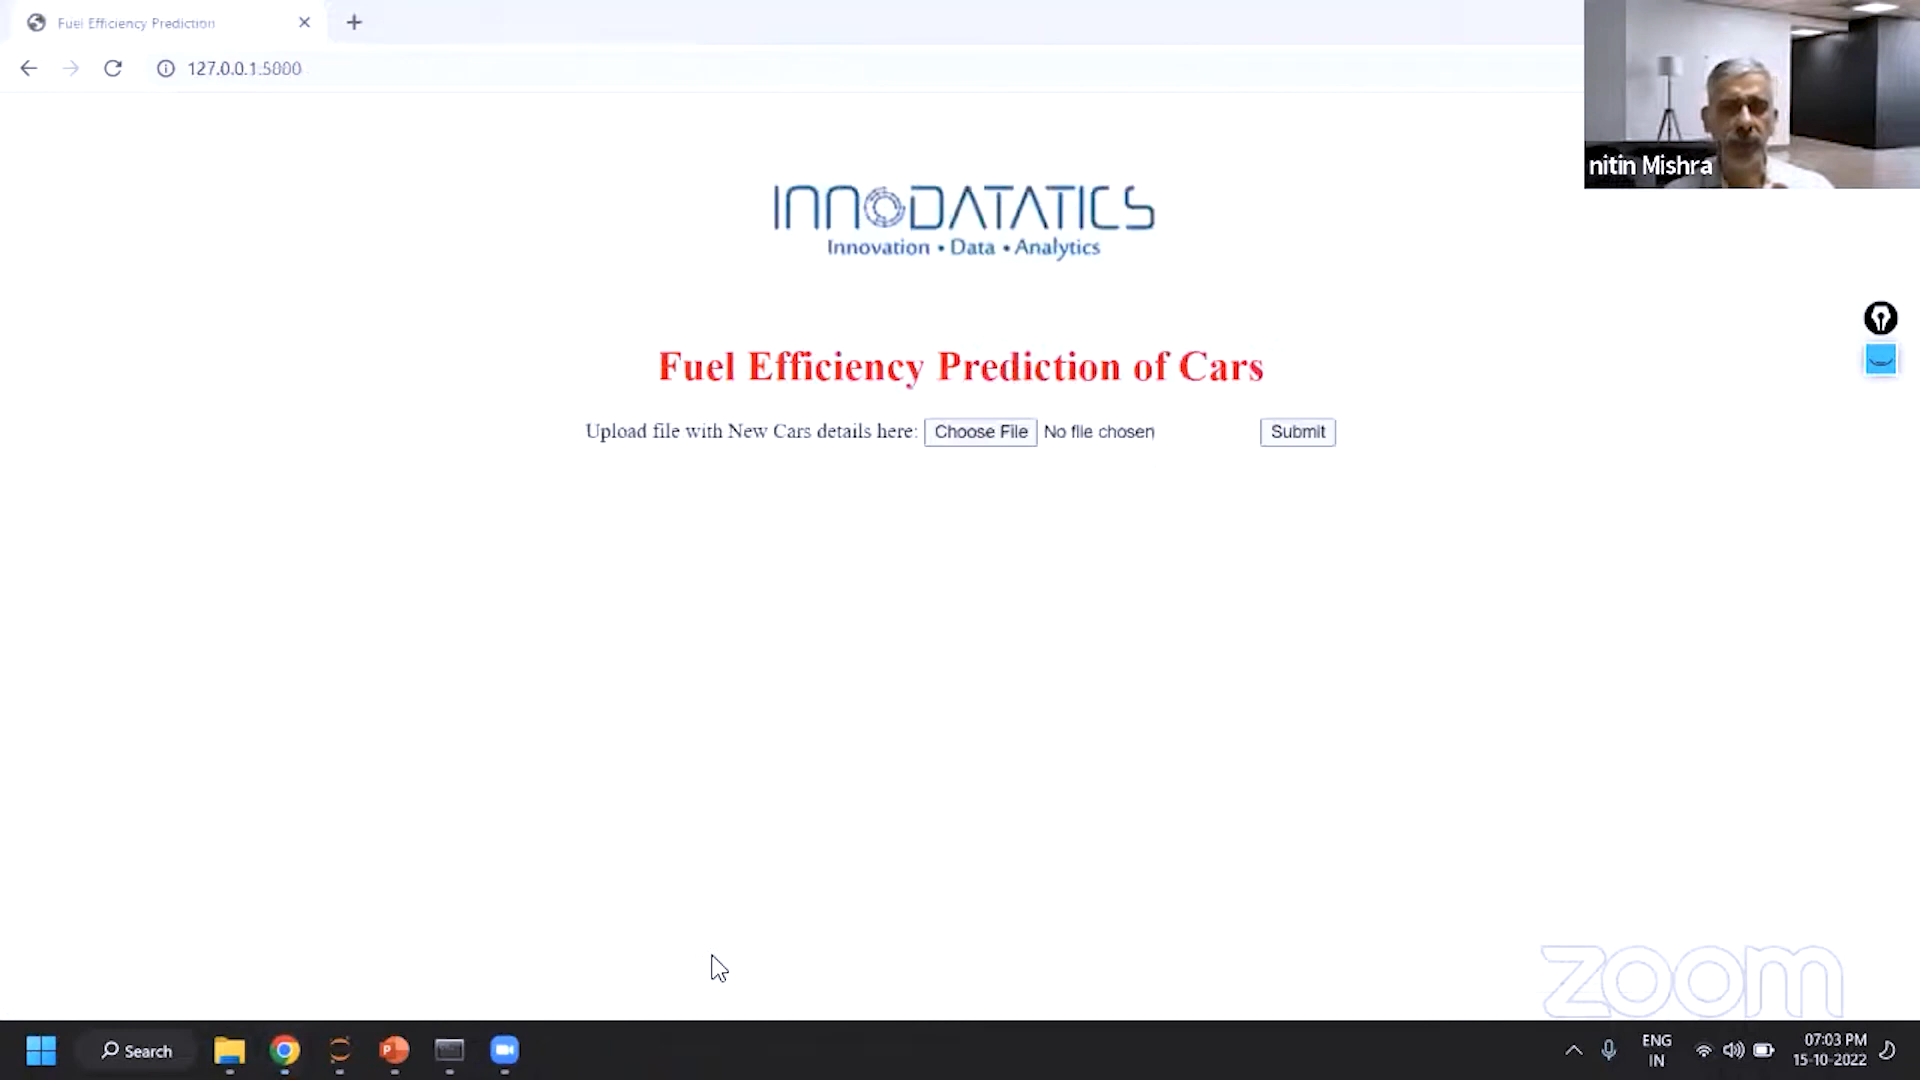 Fuel Efficiency Prediction
127.0.0.1:5000
nitin Mishra
INNODATATICS
Innovation • Data • Analytics
Fuel Efficiency Prediction of Cars
Upload file with New Cars details here: Choose File No file chosen Submit
zoom
Search
ENG
IN
07:03 PM
15-10-2022